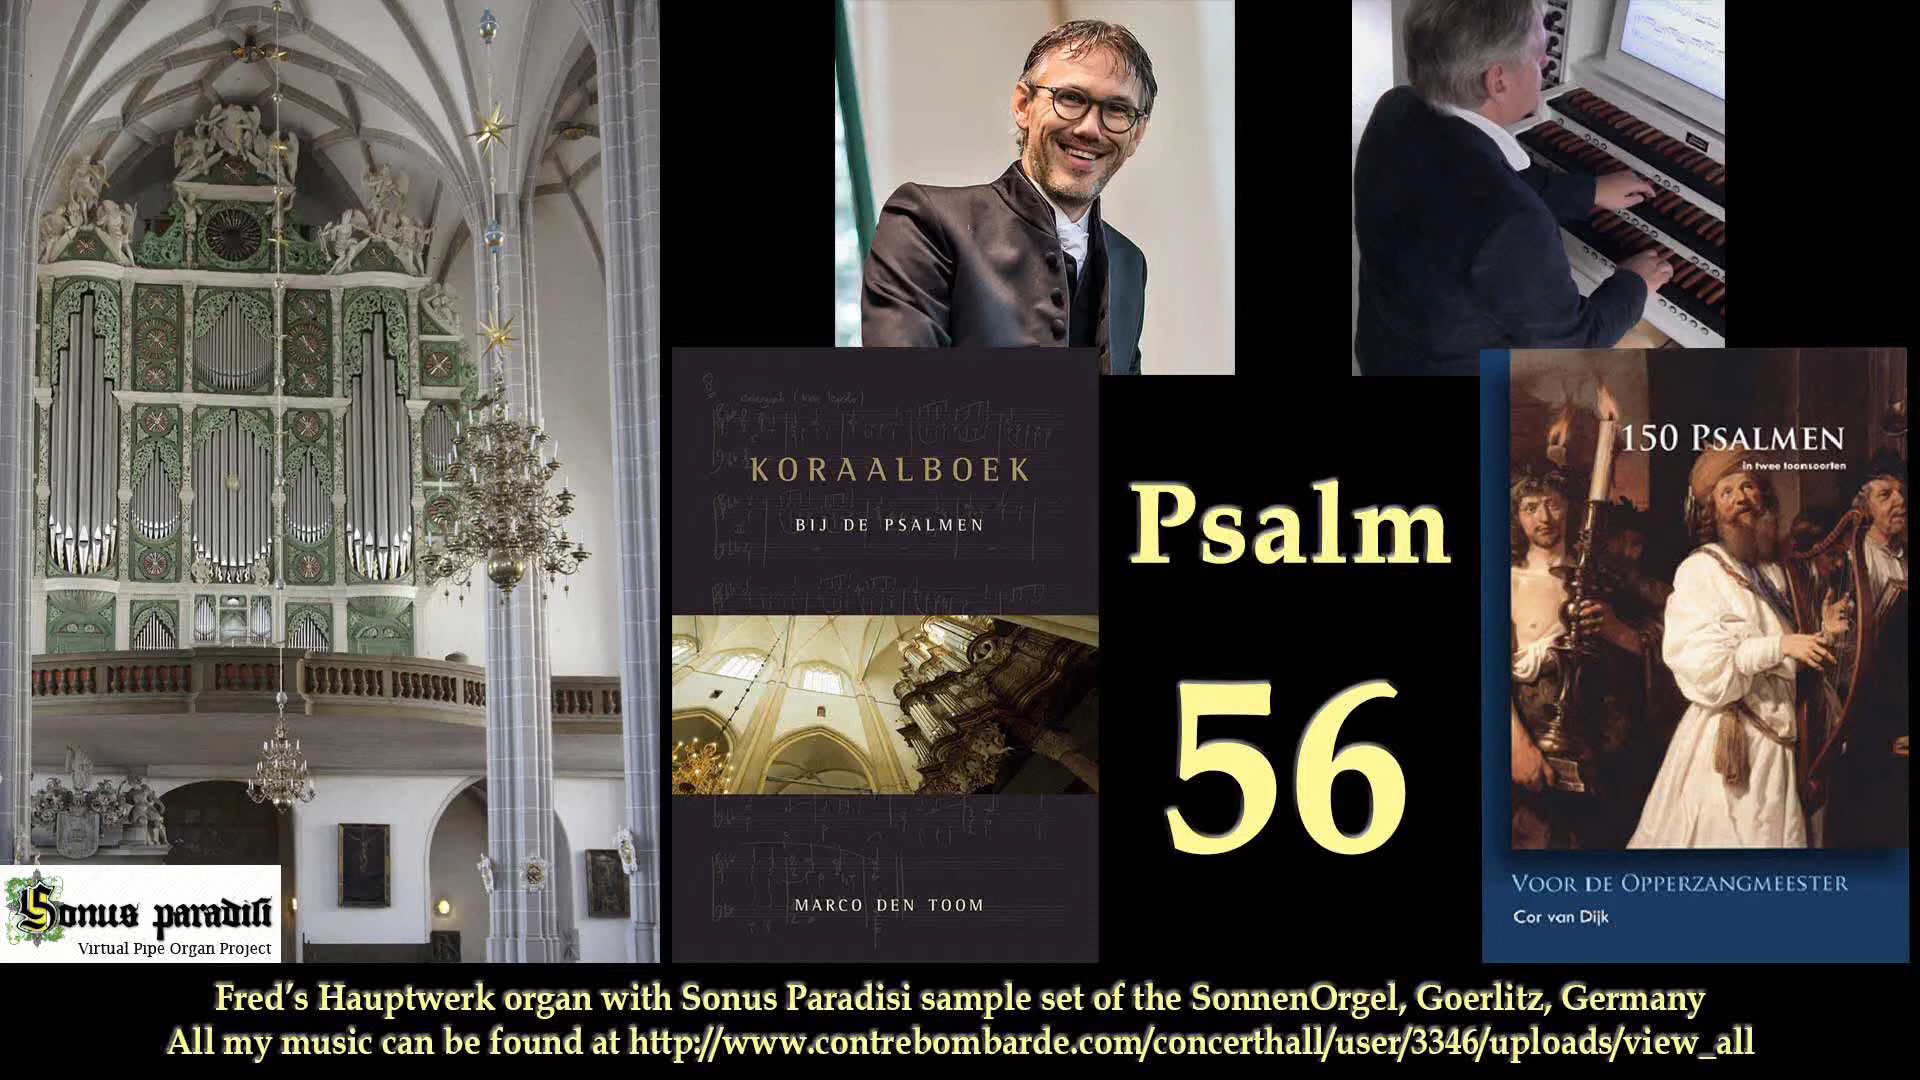 KORAALBOEK
BIJ DE PSALMEN
MARCO DEN TOOM
Psalm
56
150 PSALMEN
in twee toonsoorten
VOOR DE OPPERZANGMEESTER
Cor van Dijk
Sonus paradisi
Virtual Pipe Organ Project
Fred's Hauptwerk organ with Sonus Paradisi sample set of the SonnenOrgel, Goerlitz, Germany
All my music can be found at http://www.contrebombarde.com/concerthall/user/3346/uploads/view_all